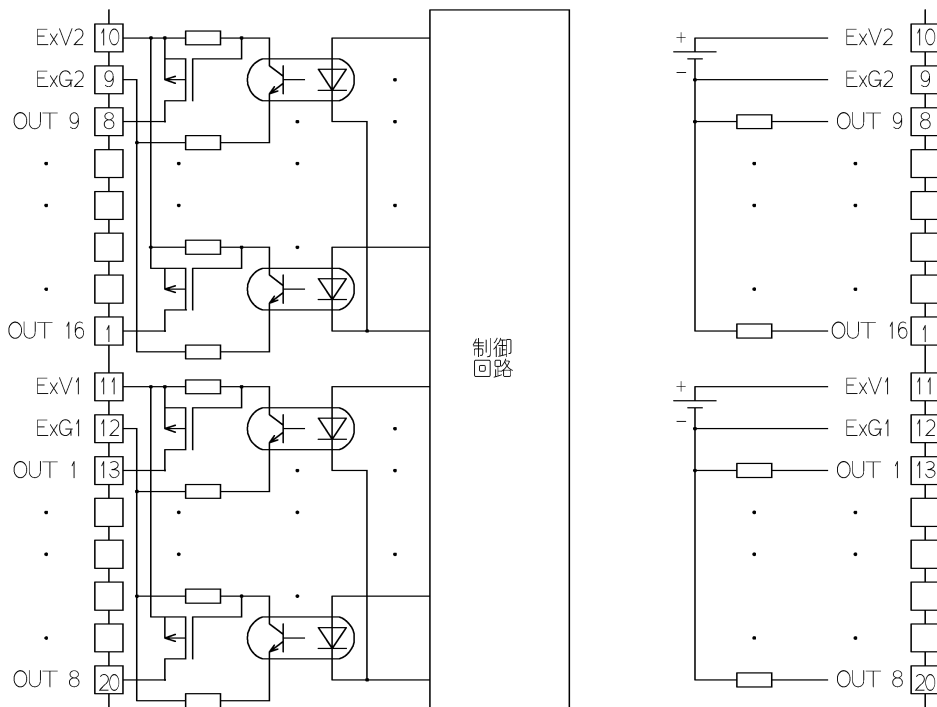 ExV2 10
ExG2 9
OUT 9 8
OUT 16 1
ExV1 11
ExG1 12
OUT 1 13
OUT 8 20
制御
回路
+ ExV2 10
− ExG2 9
OUT 9 8
OUT 16 1
+ ExV1 11
− ExG1 12
OUT 1 13
OUT 8 20